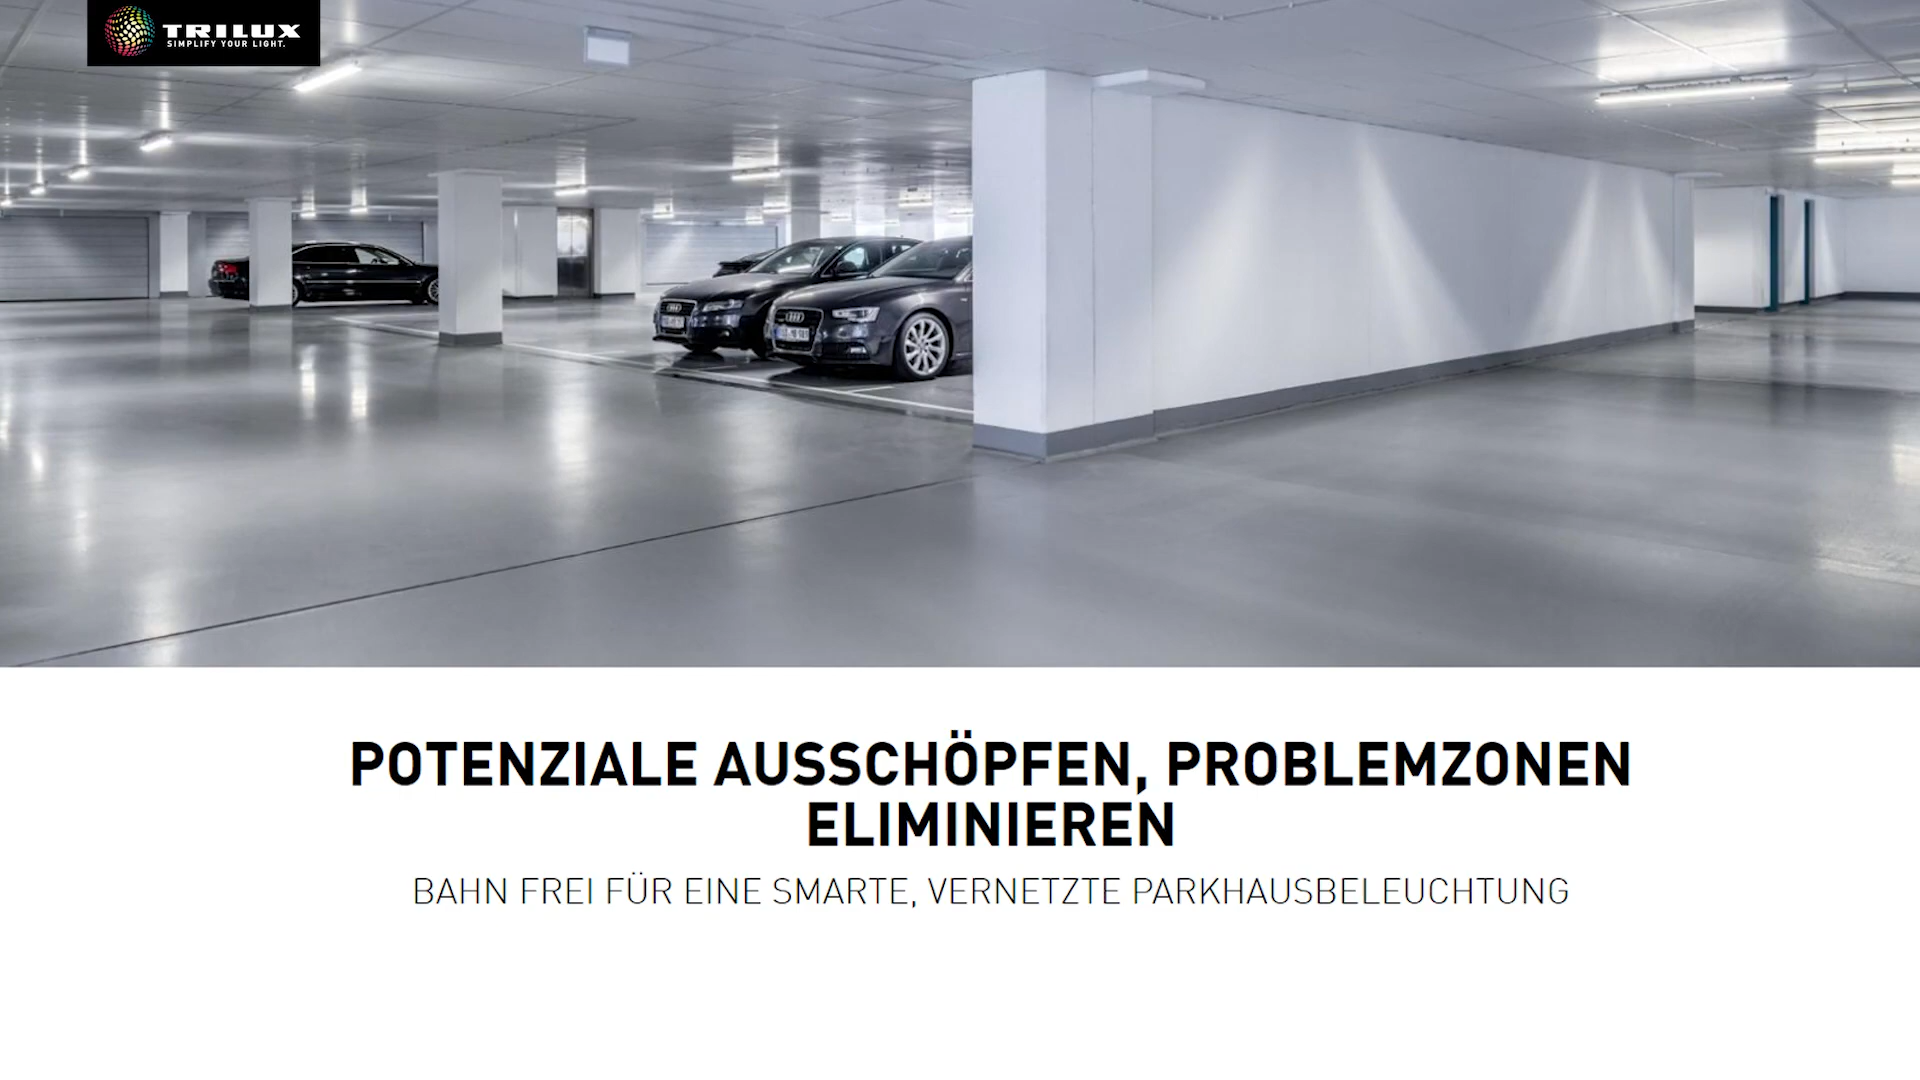 TRILUX
SIMPLIFY YOUR LIGHT.
POTENZIALE AUSSCHÖPFEN, PROBLEMZONEN
ELIMINIEREN
BAHN FREI FÜR EINE SMARTE, VERNETZTE PARKHAUSBELEUCHTUNG